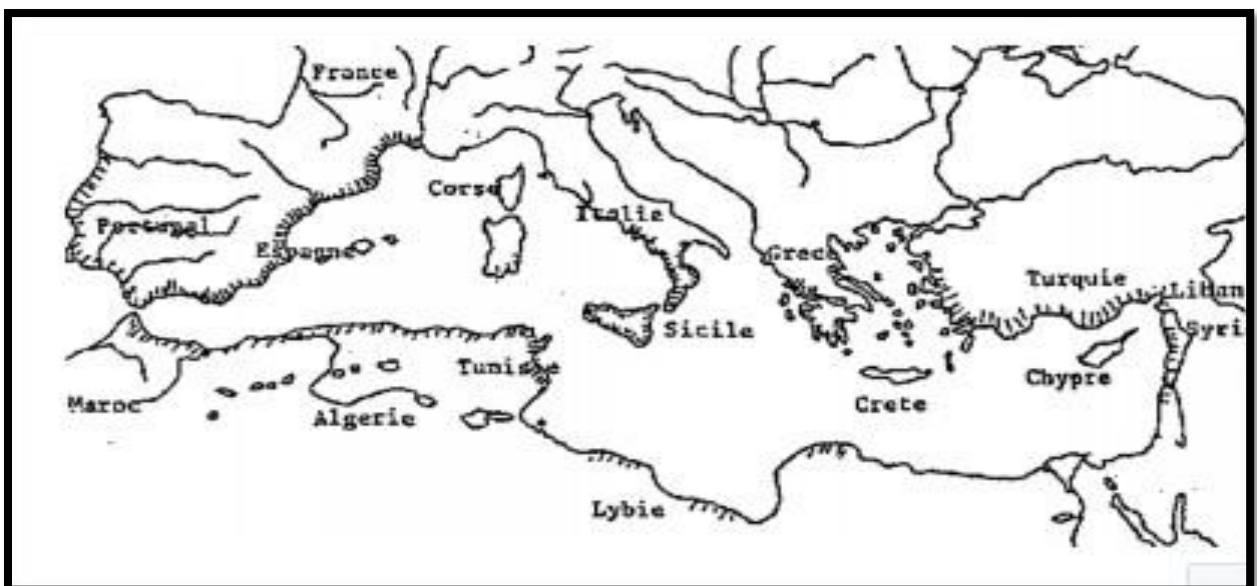 France
Corse
Portugal
Italie
Espagne
Grece
Turquie
Liban
Sicile
Syri
Tunisie
Chypre
Maroc
Algerie
Crete
Lybie